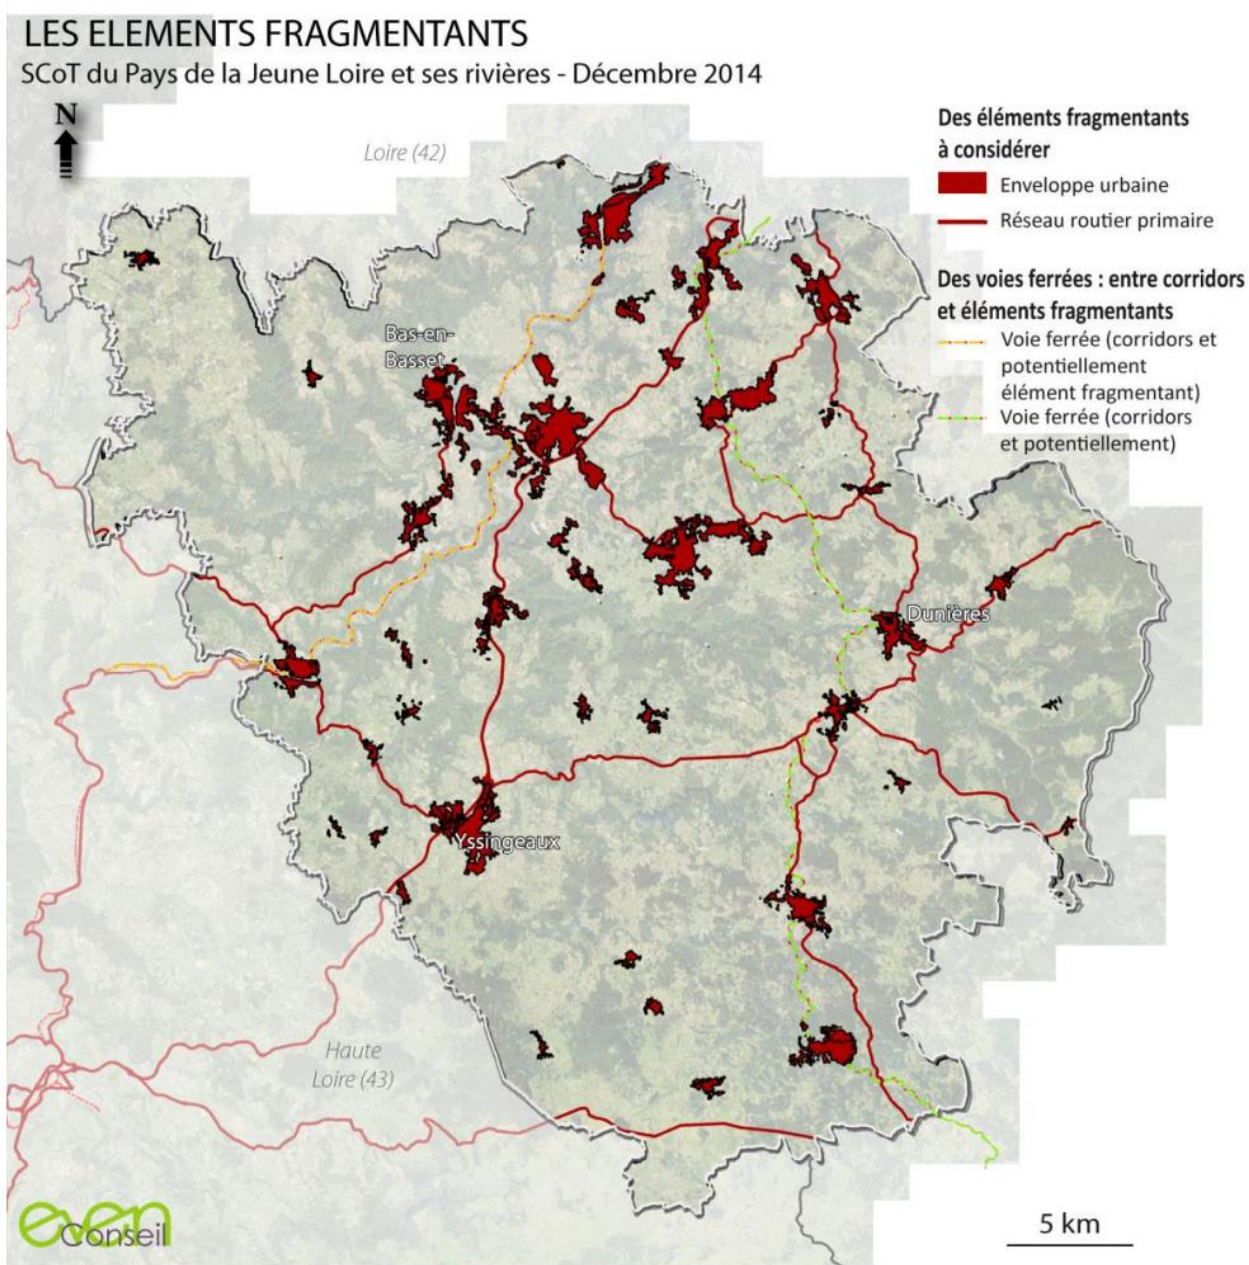 LES ELEMENTS FRAGMENTANTS
SCoT du Pays de la Jeune Loire et ses rivières - Décembre 2014
N
Loire (42)
Des éléments fragmentants
à considérer
Enveloppe urbaine
Réseau routier primaire
Des voies ferrées : entre corridors
et éléments fragmentants
Voie ferrée (corridors et
potentiellement
élément fragmentant)
Voie ferrée (corridors
et potentiellement)
Bas-en-
Basset
Dunières
Yssingeaux
Haute
Loire (43)
even
Conseil
5 km